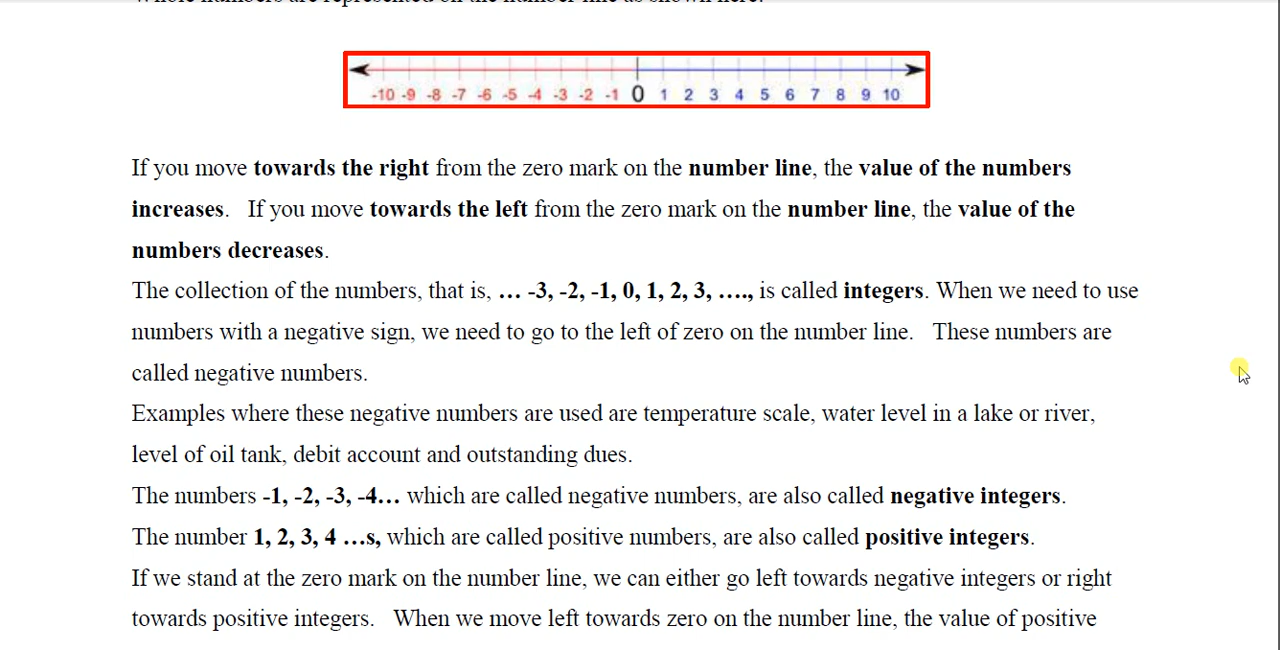 -10 -9 -8 -7 -6 -5 -4 -3 -2 -1 0 1 2 3 4 5 6 7 8 9 10
If you move towards the right from the zero mark on the number line, the value of the numbers
increases. If you move towards the left from the zero mark on the number line, the value of the
numbers decreases.
The collection of the numbers, that is, … -3, -2, -1, 0, 1, 2, 3, …., is called integers. When we need to use
numbers with a negative sign, we need to go to the left of zero on the number line. These numbers are
called negative numbers.
Examples where these negative numbers are used are temperature scale, water level in a lake or river,
level of oil tank, debit account and outstanding dues.
The numbers -1, -2, -3, -4… which are called negative numbers, are also called negative integers.
The number 1, 2, 3, 4 …s, which are called positive numbers, are also called positive integers.
If we stand at the zero mark on the number line, we can either go left towards negative integers or right
towards positive integers. When we move left towards zero on the number line, the value of positive